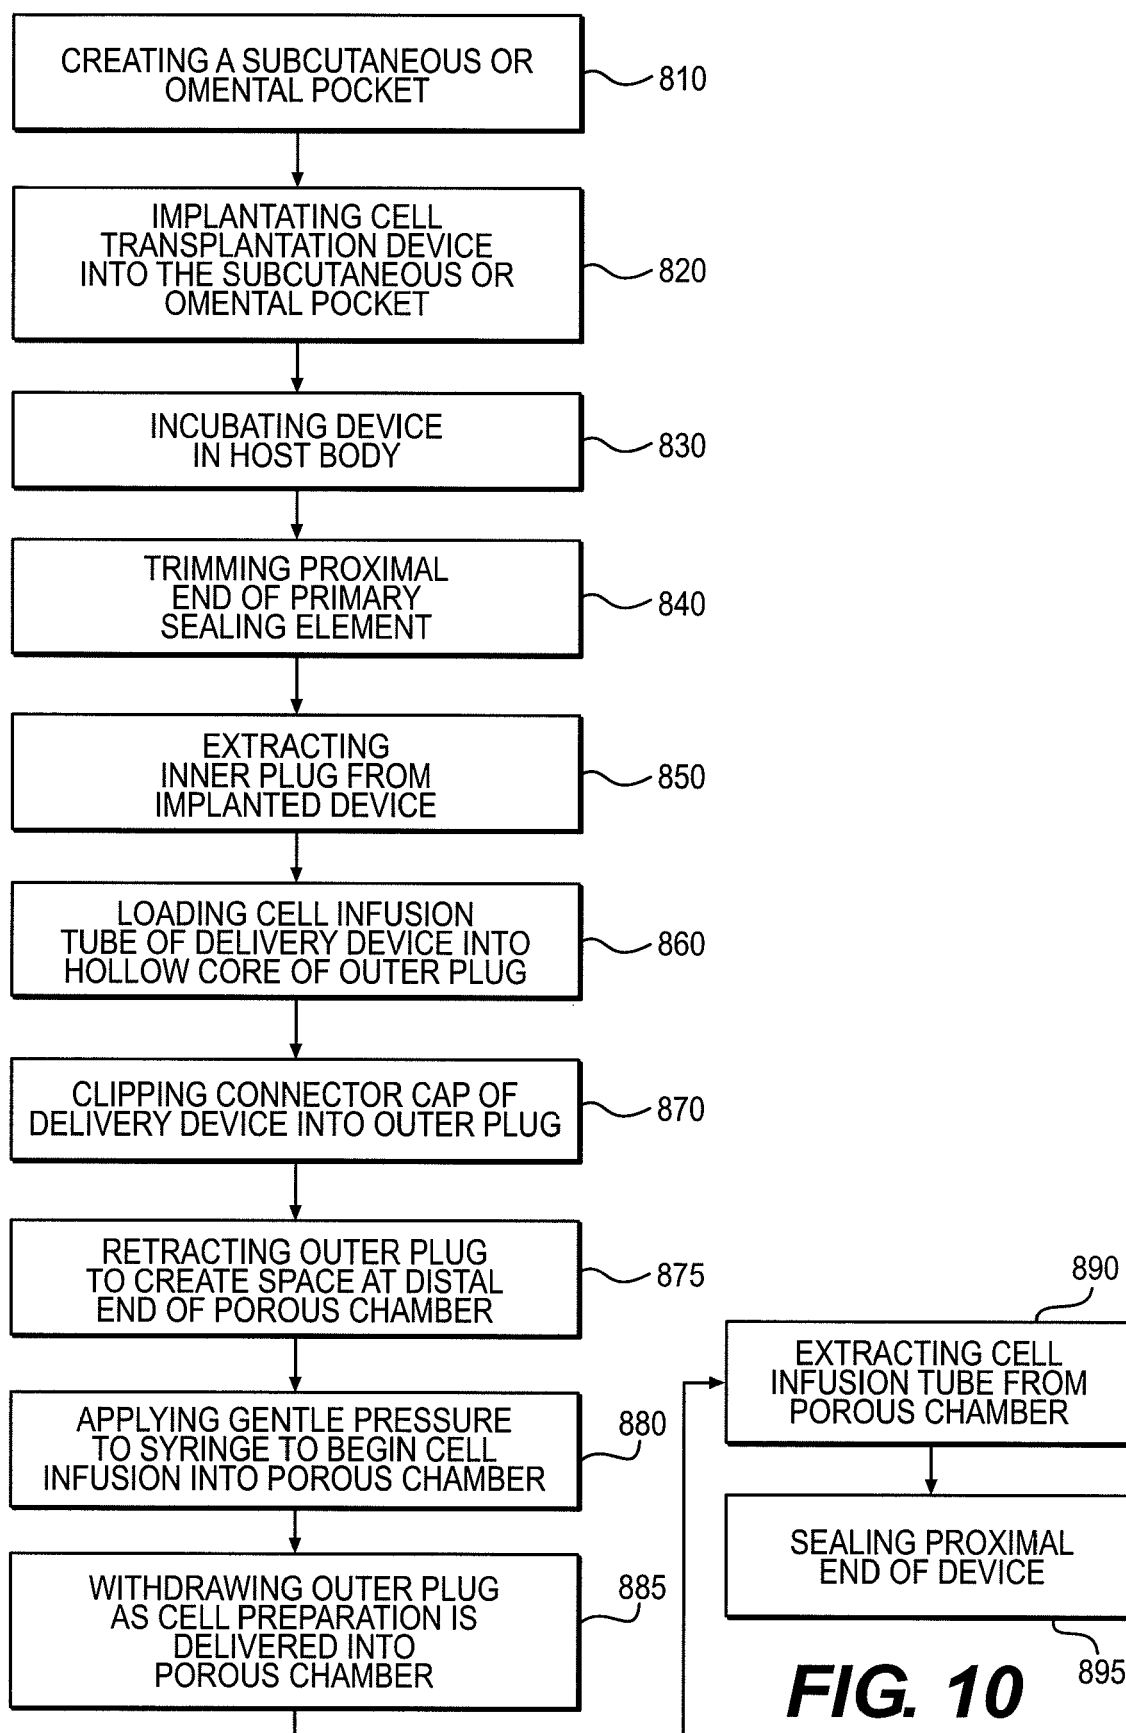 CREATING A SUBCUTANEOUS OR
OMENTAL POCKET
810
IMPLANTATING CELL
TRANSPLANTATION DEVICE
INTO THE SUBCUTANEOUS OR
OMENTAL POCKET
820
INCUBATING DEVICE
IN HOST BODY
830
TRIMMING PROXIMAL
END OF PRIMARY
SEALING ELEMENT
840
EXTRACTING
INNER PLUG FROM
IMPLANTED DEVICE
850
LOADING CELL INFUSION
TUBE OF DELIVERY DEVICE INTO
HOLLOW CORE OF OUTER PLUG
860
CLIPPING CONNECTOR CAP OF
DELIVERY DEVICE INTO OUTER PLUG
870
RETRACTING OUTER PLUG
TO CREATE SPACE AT DISTAL
END OF POROUS CHAMBER
875
APPLYING GENTLE PRESSURE
TO SYRINGE TO BEGIN CELL
INFUSION INTO POROUS CHAMBER
880
WITHDRAWING OUTER PLUG
AS CELL PREPARATION IS
DELIVERED INTO
POROUS CHAMBER
885
890
EXTRACTING CELL
INFUSION TUBE FROM
POROUS CHAMBER
SEALING PROXIMAL
END OF DEVICE
895
FIG. 10